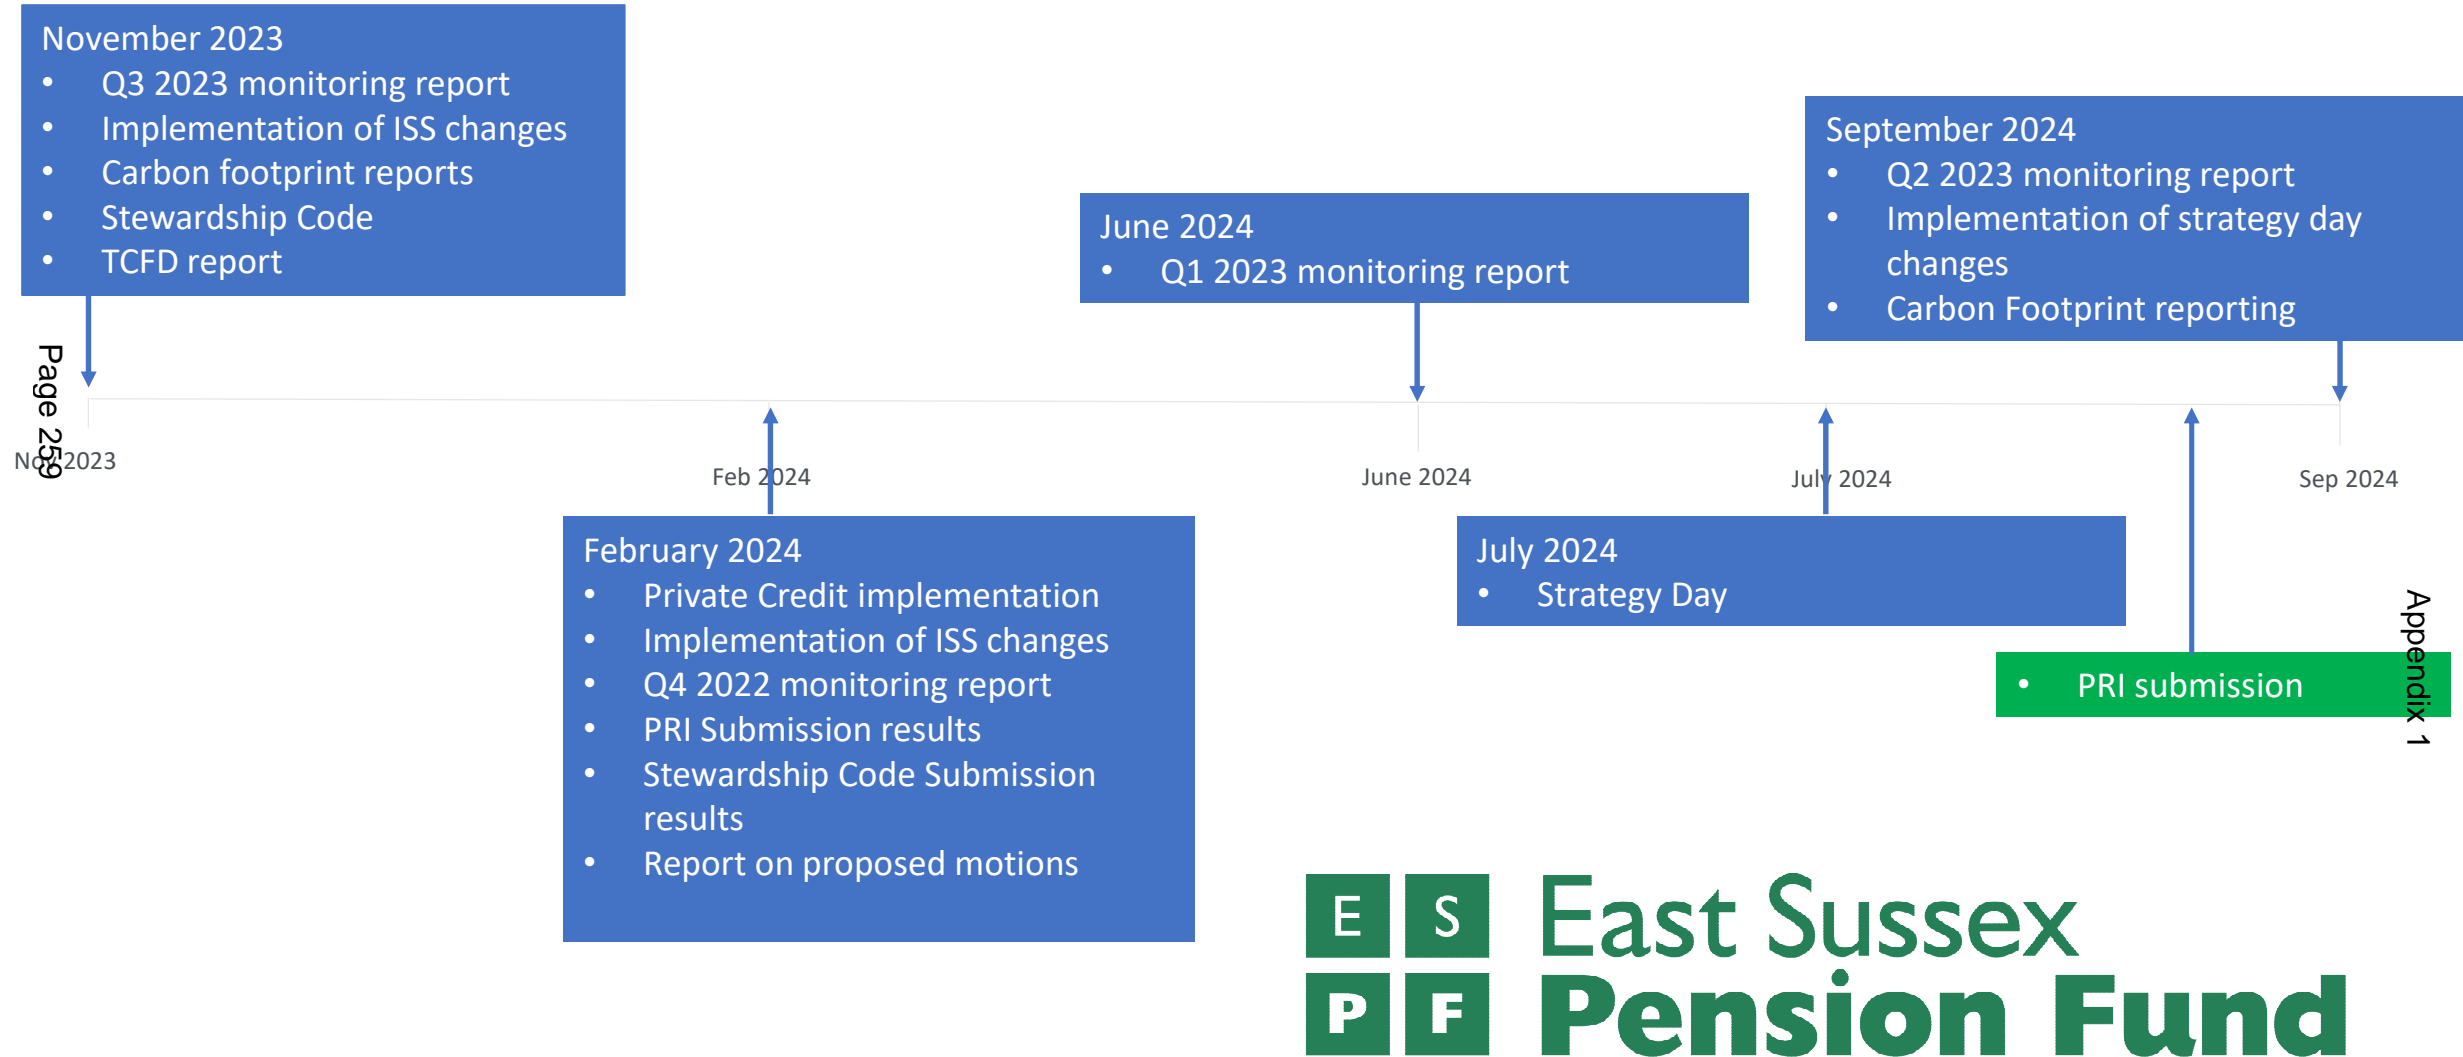 November 2023
• Q3 2023 monitoring report
• Implementation of ISS changes
• Carbon footprint reports
• Stewardship Code
• TCFD report
June 2024
• Q1 2023 monitoring report
September 2024
• Q2 2023 monitoring report
• Implementation of strategy day
changes
• Carbon Footprint reporting
Page 259
Nov 2023
Feb 2024
June 2024
July 2024
Sep 2024
February 2024
• Private Credit implementation
• Implementation of ISS changes
• Q4 2022 monitoring report
• PRI Submission results
• Stewardship Code Submission
results
• Report on proposed motions
July 2024
• Strategy Day
• PRI submission
Appendix 1
E S
P F
East Sussex
Pension Fund